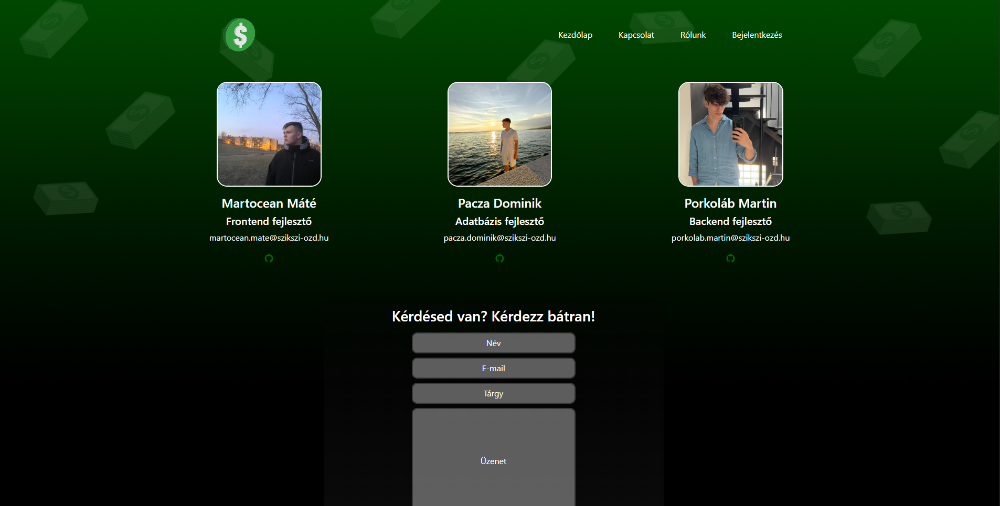 $
Kezdőlap Kapcsolat Rólunk Bejelentkezés
Martocean Máté
Frontend fejlesztő
martocean.mate@szikszi-ozd.hu
Pacza Dominik
Adatbázis fejlesztő
pacza.dominik@szikszi-ozd.hu
Porkoláb Martin
Backend fejlesztő
porkolab.martin@szikszi-ozd.hu
Kérdésed van? Kérdezz bátran!
Név
E-mail
Tárgy
Üzenet